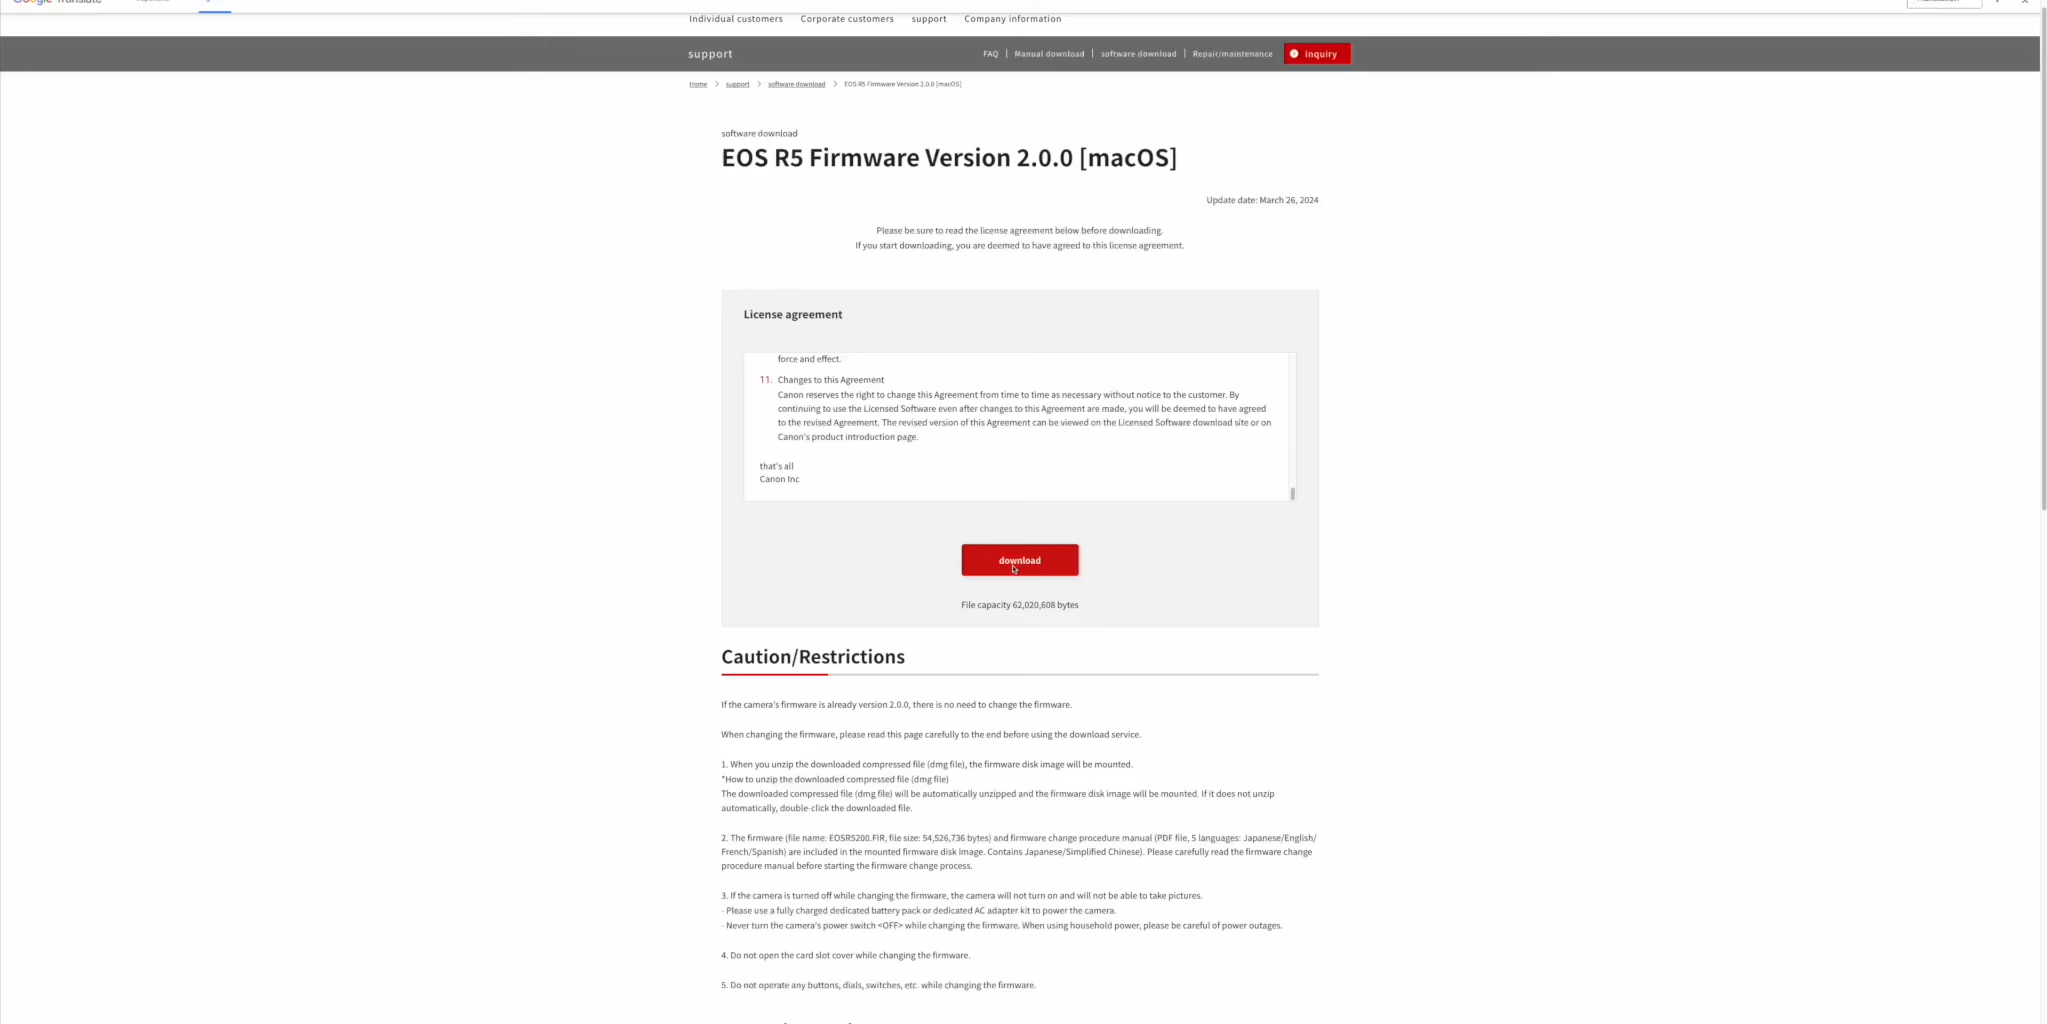 Google Translate
Individual customers Corporate customers support Company information
support
FAQ | Manual download | software download | Repair/maintenance
inquiry
Home > support > software download > EOS R5 Firmware Version 2.0.0 [macOS]
software download
EOS R5 Firmware Version 2.0.0 [macOS]
Update date: March 26, 2024
Please be sure to read the license agreement below before downloading.
If you start downloading, you are deemed to have agreed to this license agreement.
License agreement
force and effect.
11. Changes to this Agreement
Canon reserves the right to change this Agreement from time to time as necessary without notice to the customer. By
continuing to use the Licensed Software even after changes to this Agreement are made, you will be deemed to have agreed
to the revised Agreement. The revised version of this Agreement can be viewed on the Licensed Software download site or on
Canon's product introduction page.
that's all
Canon Inc
download
File capacity 62,020,608 bytes
Caution/Restrictions
If the camera's firmware is already version 2.0.0, there is no need to change the firmware.
When changing the firmware, please read this page carefully to the end before using the download service.
1. When you unzip the downloaded compressed file (dmg file), the firmware disk image will be mounted.
*How to unzip the downloaded compressed file (dmg file)
The downloaded compressed file (dmg file) will be automatically unzipped and the firmware disk image will be mounted. If it does not unzip
automatically, double-click the downloaded file.
2. The firmware (file name: EOSR5200.FIR, file size: 54,526,736 bytes) and firmware change procedure manual (PDF file, 5 languages: Japanese/English/
French/Spanish) are included in the mounted firmware disk image. Contains Japanese/Simplified Chinese). Please carefully read the firmware change
procedure manual before starting the firmware change process.
3. If the camera is turned off while changing the firmware, the camera will not turn on and will not be able to take pictures.
- Please use a fully charged dedicated battery pack or dedicated AC adapter kit to power the camera.
- Never turn the camera's power switch <OFF> while changing the firmware. When using household power, please be careful of power outages.
4. Do not open the card slot cover while changing the firmware.
5. Do not operate any buttons, dials, switches, etc. while changing the firmware.